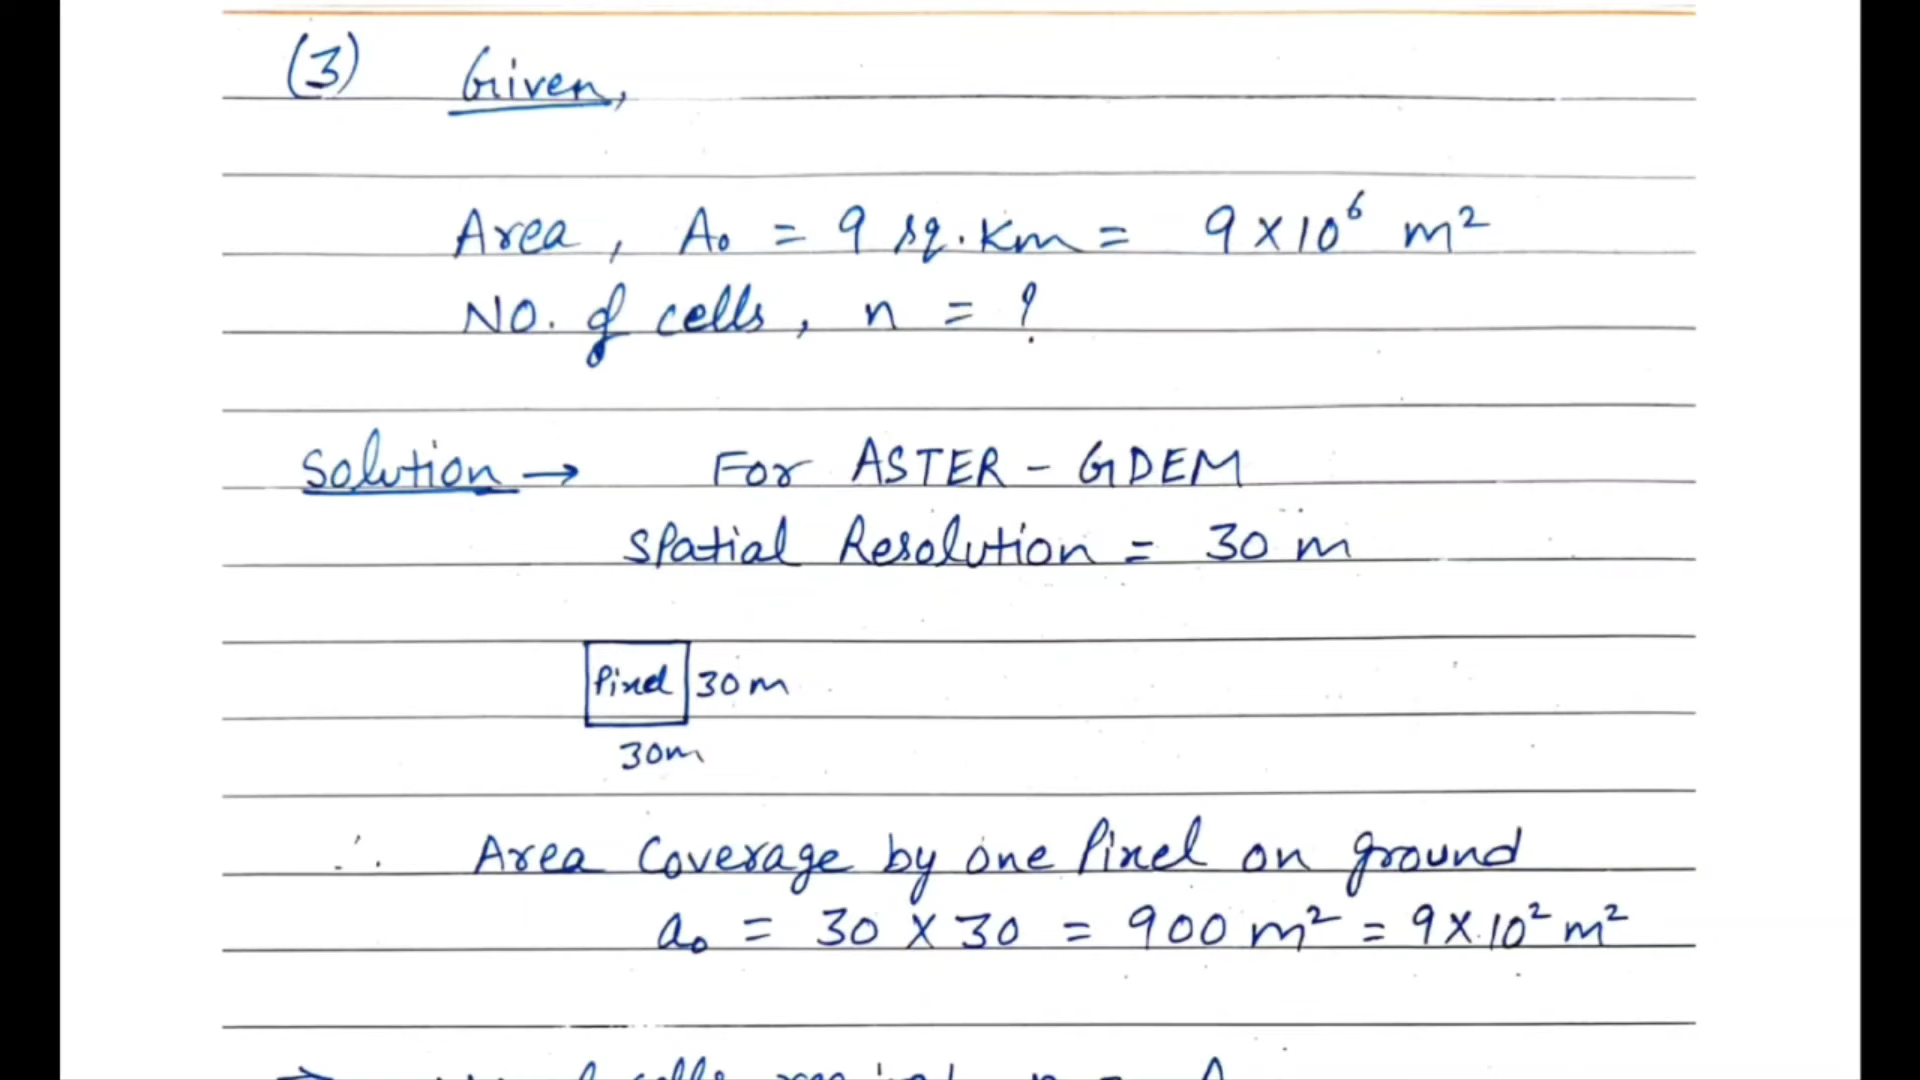 (3) Given,
Area, A₀ = 9 sq. Km = 9 × 10⁶ m²
NO. of cells, n = ?
Solution → For ASTER - GDEM
Spatial Resolution = 30 m
Pixel 30m
30m
∴ Area Coverage by one Pixel on ground
a₀ = 30 × 30 = 900 m² = 9 × 10² m²